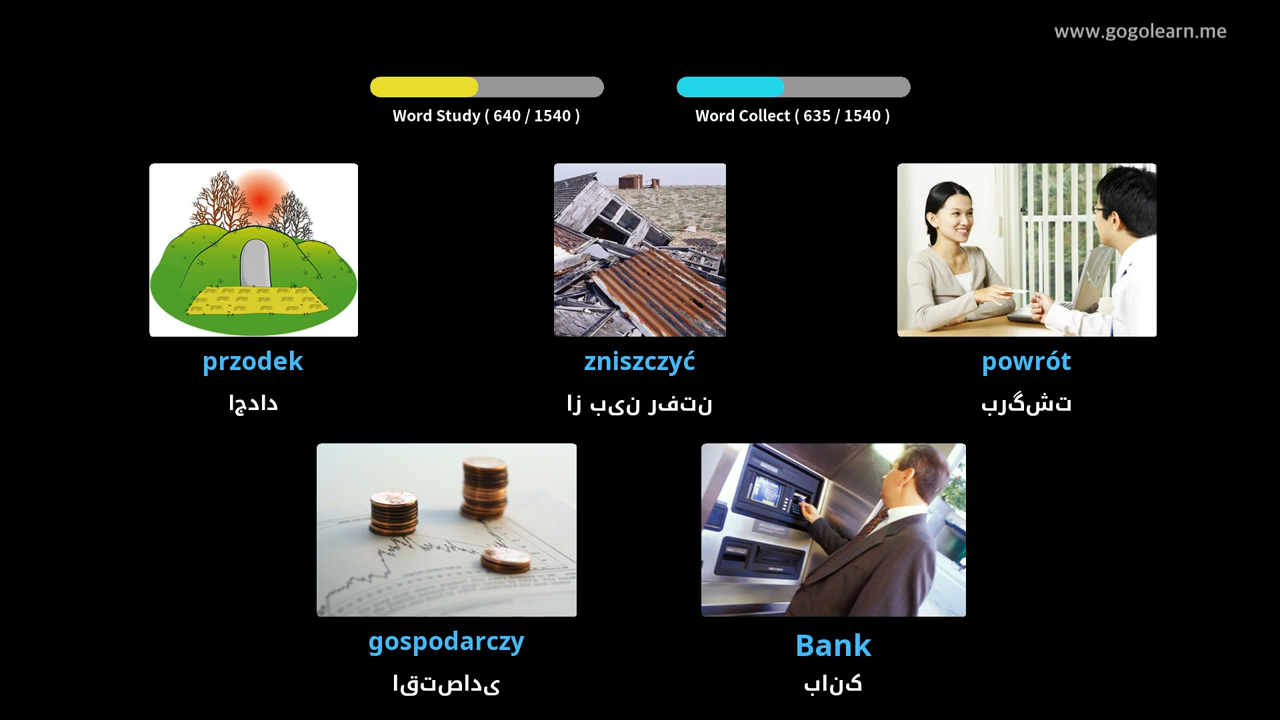 www.gogolearn.me
Word Study ( 640 / 1540 )
Word Collect ( 635 / 1540 )
przodek
اجداد
zniszczyć
از بین رفتن
powrót
برگشت
gospodarczy
اقتصادی
Bank
بانک